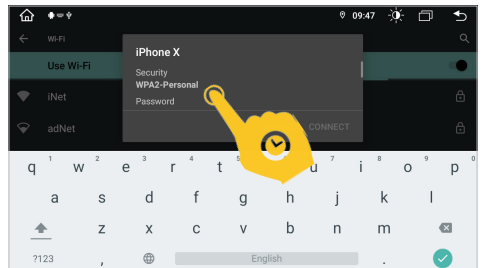 09:47
Wi-Fi
iPhone X
Use Wi-Fi
Security
WPA2-Personal
iNet
Password
adNet
CONNECT
q 1 w 2 e 3 r 4 t 5 u 7 i 8 o 9 p 0
a s d f g h j k l
z x c v b n m
?123 , English .